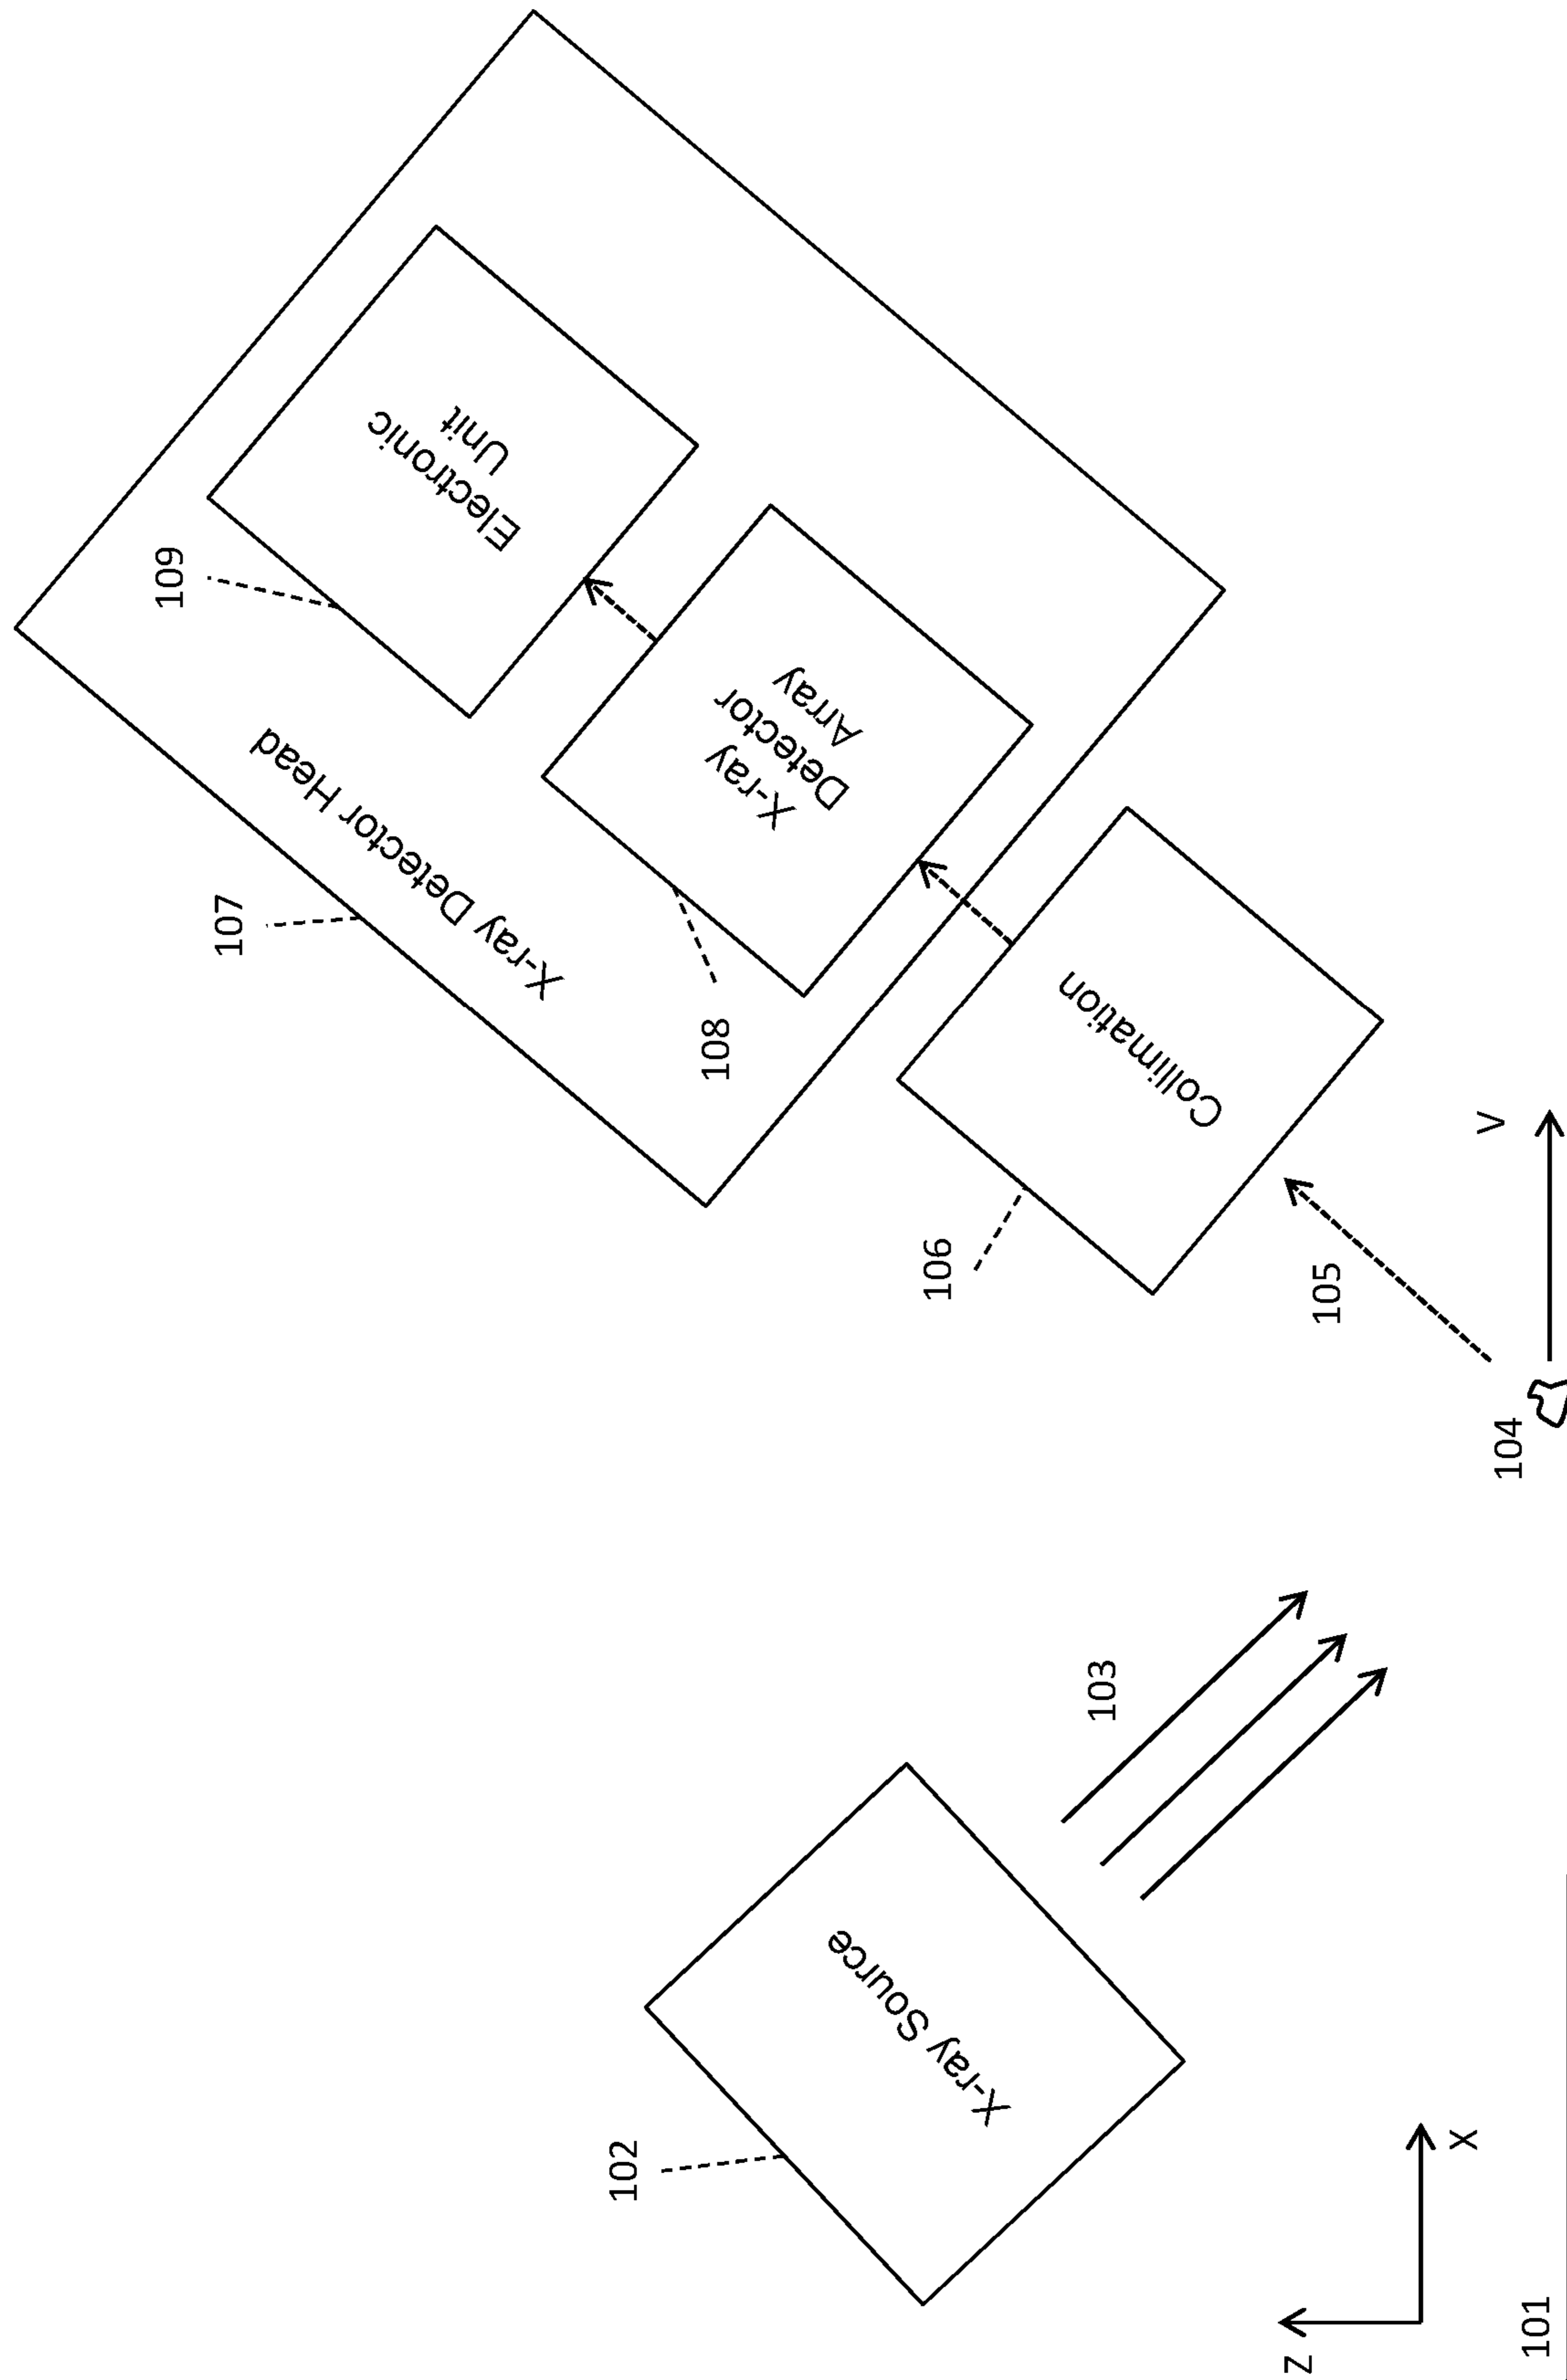 109
Electronic
Unit
107
X-ray Detector Head
108
X-ray
Detector
Array
106
Collimation
105
V
104
103
102
X-ray Source
Z
X
101